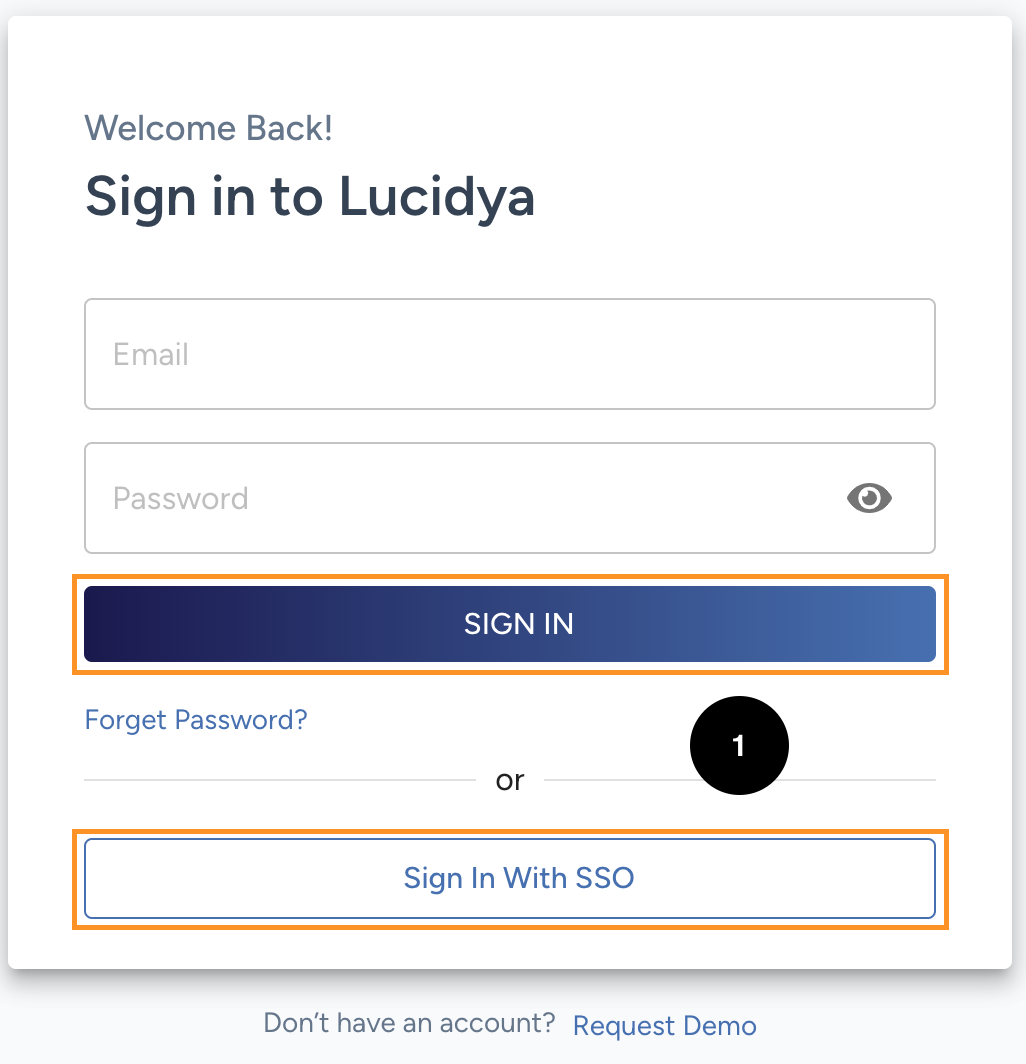 Welcome Back!
Sign in to Lucidya
Email
Password
SIGN IN
Forget Password?
1
or
Sign In With SSO
Don't have an account? Request Demo